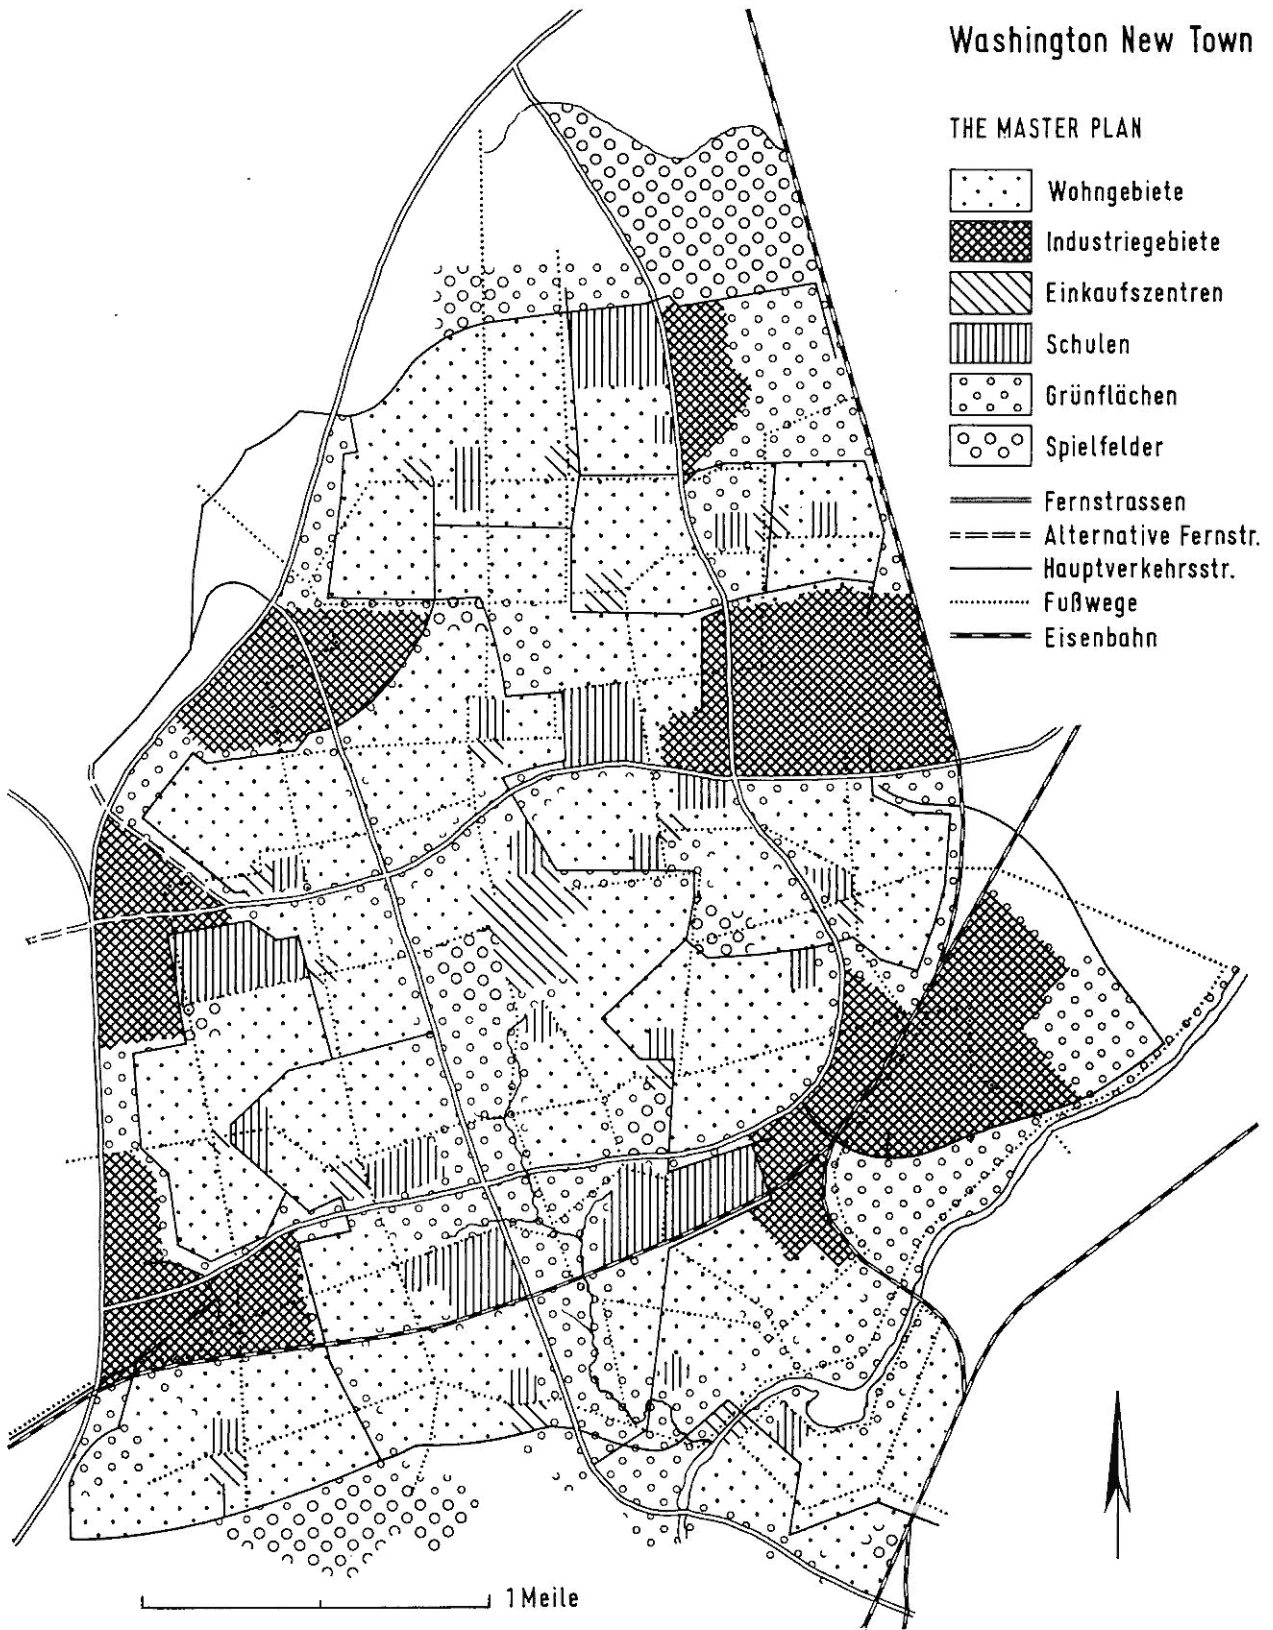 Washington New Town
THE MASTER PLAN
Wohngebiete
Industriegebiete
Einkaufszentren
Schulen
Grünflächen
Spielfelder
Fernstrassen
Alternative Fernstr.
Hauptverkehrsstr.
Fußwege
Eisenbahn
1 Meile